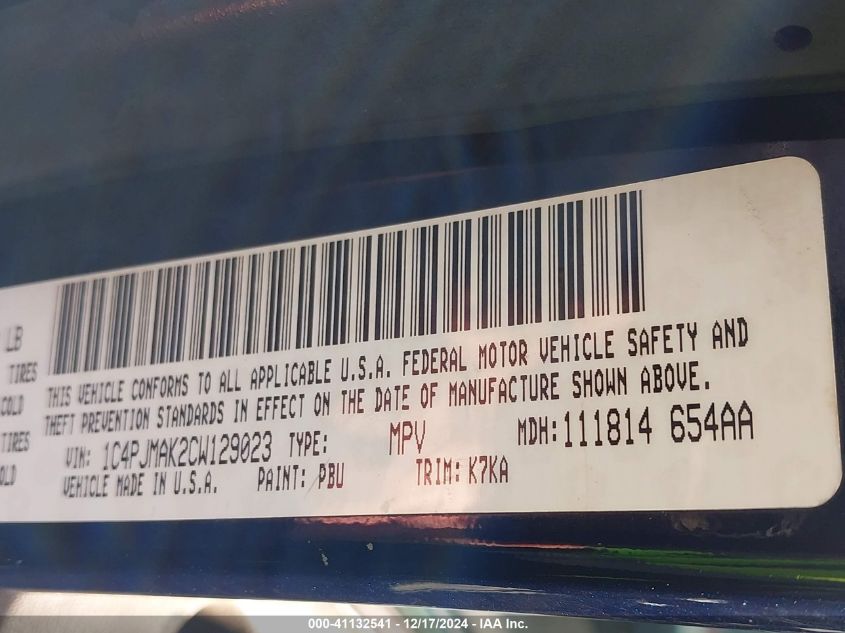 LB
TIRES
COLD
TIRES
OLD
THIS VEHICLE CONFORMS TO ALL APPLICABLE U.S.A. FEDERAL MOTOR VEHICLE SAFETY AND
THEFT PREVENTION STANDARDS IN EFFECT ON THE DATE OF MANUFACTURE SHOWN ABOVE.
VIN: 1C4PJMAK2CW129023 TYPE: MPV MDH: 111814 654AA
VEHICLE MADE IN U.S.A. PAINT: PBU TRIM: K7KA
000-41132541 - 12/17/2024 - IAA Inc.